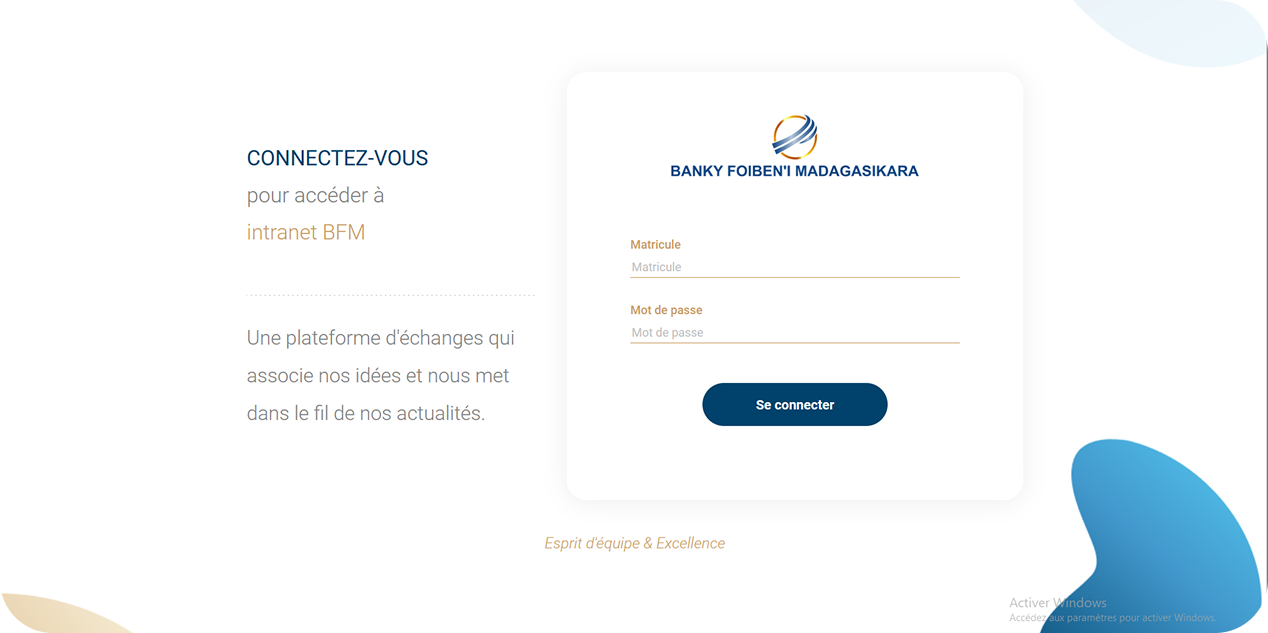 CONNECTEZ-VOUS
pour accéder à
intranet BFM
Une plateforme d'échanges qui
associe nos idées et nous met
dans le fil de nos actualités.
BANKY FOIBEN'I MADAGASIKARA
Matricule
Matricule
Mot de passe
Mot de passe
Se connecter
Esprit d'équipe & Excellence
Activer Windows
Accédez aux paramètres pour activer Windows.